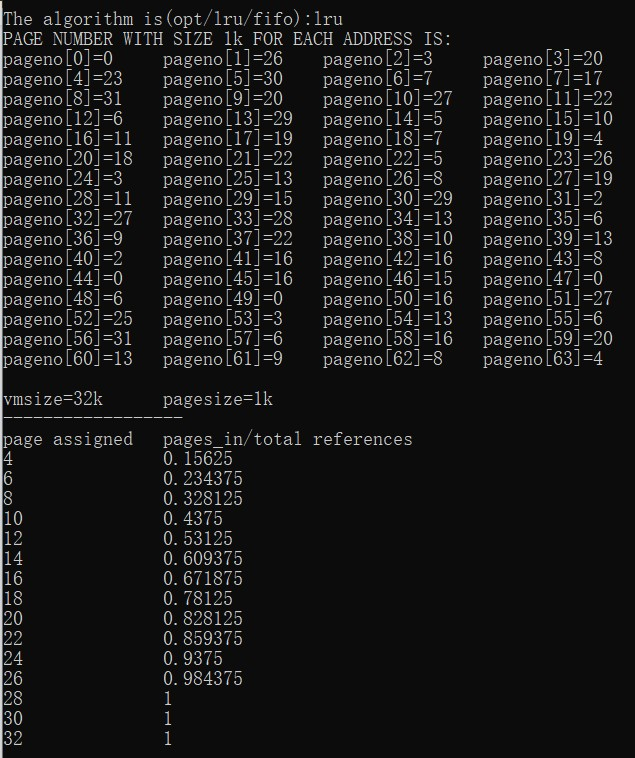 The algorithm is(opt/lru/fifo):lru
PAGE NUMBER WITH SIZE 1k FOR EACH ADDRESS IS:
pageno[0]=0 pageno[1]=26 pageno[2]=3 pageno[3]=20
pageno[4]=23 pageno[5]=30 pageno[6]=7 pageno[7]=17
pageno[8]=31 pageno[9]=20 pageno[10]=27 pageno[11]=22
pageno[12]=6 pageno[13]=29 pageno[14]=5 pageno[15]=10
pageno[16]=11 pageno[17]=19 pageno[18]=7 pageno[19]=4
pageno[20]=18 pageno[21]=22 pageno[22]=5 pageno[23]=26
pageno[24]=3 pageno[25]=13 pageno[26]=8 pageno[27]=19
pageno[28]=11 pageno[29]=15 pageno[30]=29 pageno[31]=2
pageno[32]=27 pageno[33]=28 pageno[34]=13 pageno[35]=6
pageno[36]=9 pageno[37]=22 pageno[38]=10 pageno[39]=13
pageno[40]=2 pageno[41]=16 pageno[42]=16 pageno[43]=8
pageno[44]=0 pageno[45]=16 pageno[46]=15 pageno[47]=0
pageno[48]=6 pageno[49]=0 pageno[50]=16 pageno[51]=27
pageno[52]=25 pageno[53]=3 pageno[54]=13 pageno[55]=6
pageno[56]=31 pageno[57]=6 pageno[58]=16 pageno[59]=20
pageno[60]=13 pageno[61]=9 pageno[62]=8 pageno[63]=4
vmsize=32k pagesize=1k
------------------
page assigned pages_in/total references
4 0.15625
6 0.234375
8 0.328125
10 0.4375
12 0.53125
14 0.609375
16 0.671875
18 0.78125
20 0.828125
22 0.859375
24 0.9375
26 0.984375
28 1
30 1
32 1